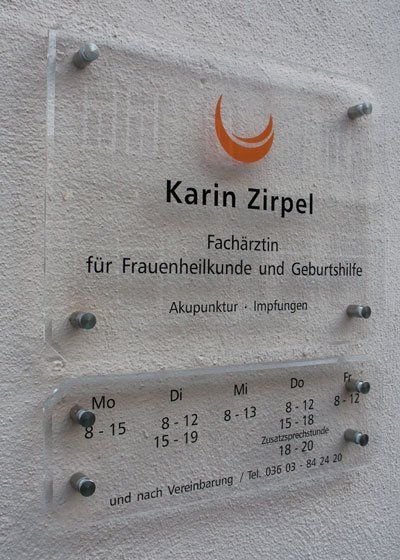 Karin Zirpel
Fachärztin
für Frauenheilkunde und Geburtshilfe
Akupunktur · Impfungen
Mo Di Mi Do Fr
8 - 15 8 - 12 8 - 13 8 - 12 8 - 12
15 - 19 15 - 18
Zusatzsprechstunde
18 - 20
und nach Vereinbarung / Tel. 036 03 - 84 24 20